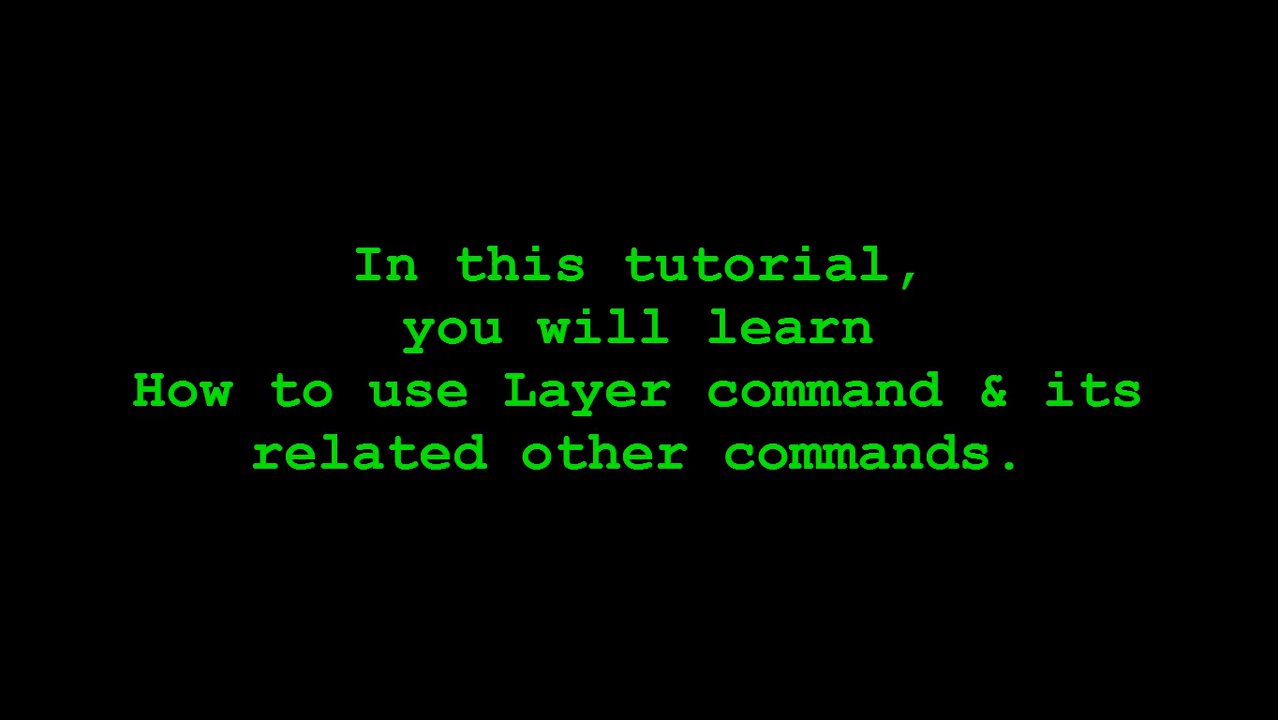 In this tutorial,
you will learn
How to use Layer command & its
related other commands.